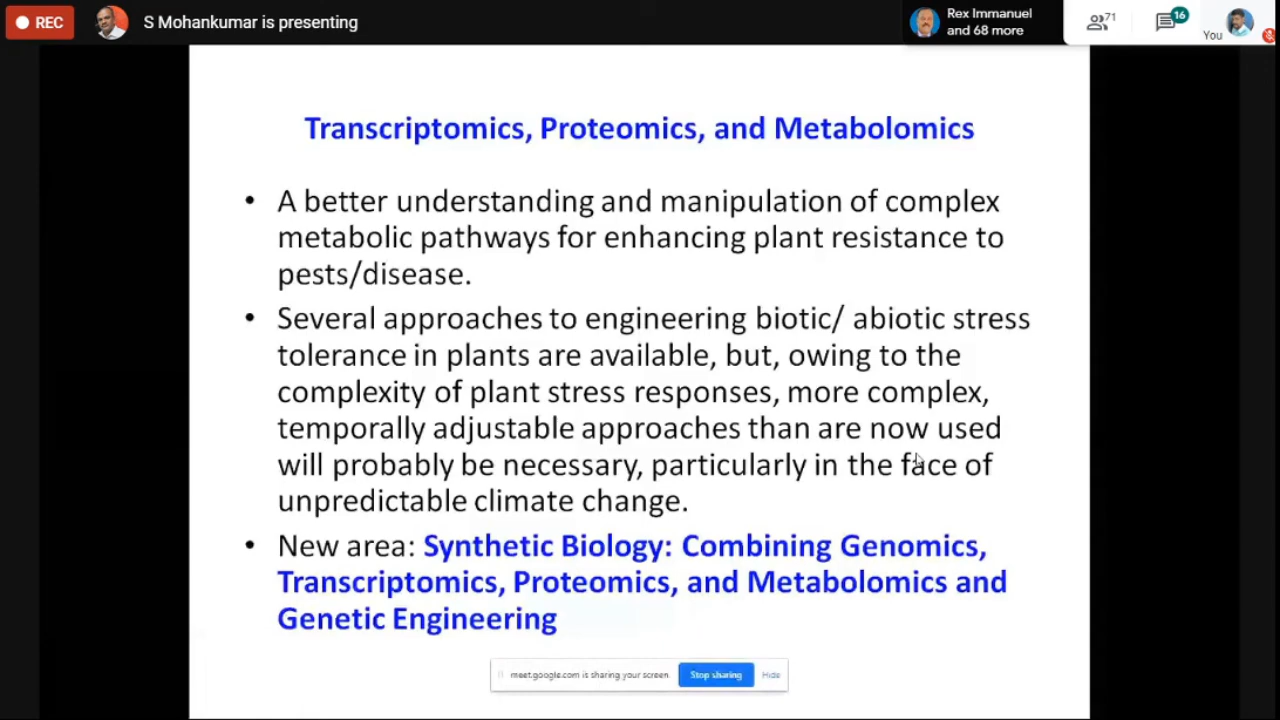 REC
S Mohankumar is presenting
Rex Immanuel
and 68 more
71
16
You
Transcriptomics, Proteomics, and Metabolomics
• A better understanding and manipulation of complex
metabolic pathways for enhancing plant resistance to
pests/disease.
• Several approaches to engineering biotic/ abiotic stress
tolerance in plants are available, but, owing to the
complexity of plant stress responses, more complex,
temporally adjustable approaches than are now used
will probably be necessary, particularly in the face of
unpredictable climate change.
• New area: Synthetic Biology: Combining Genomics,
Transcriptomics, Proteomics, and Metabolomics and
Genetic Engineering
meet.google.com is sharing your screen.
Stop sharing
Hide